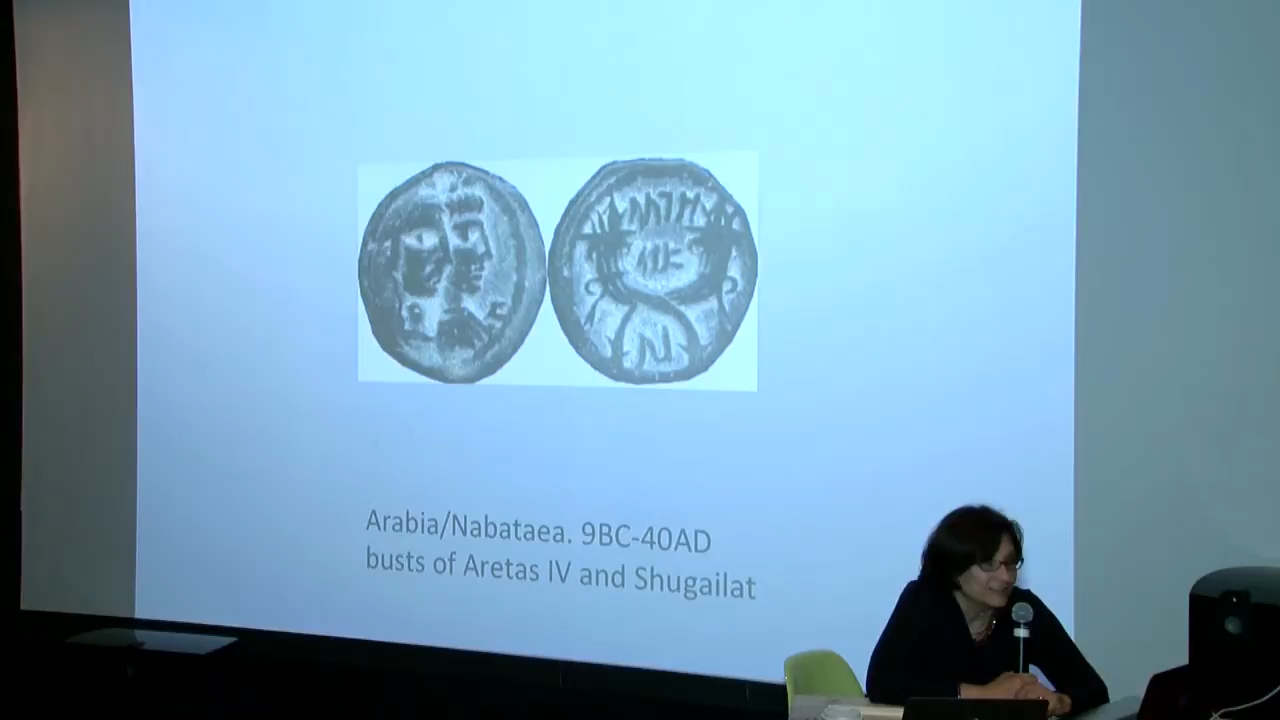 Arabia/Nabataea. 9BC-40AD
busts of Aretas IV and Shugailat